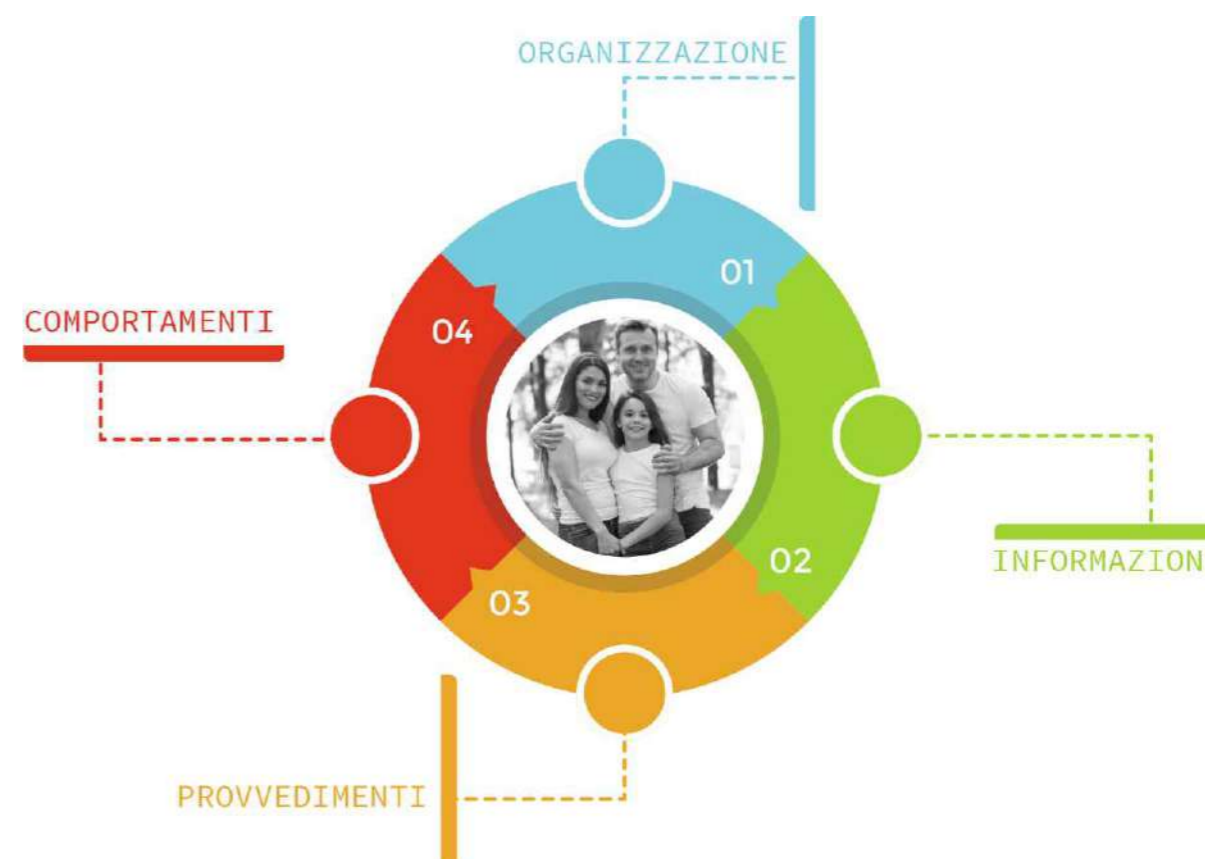 ORGANIZZAZIONE
01
COMPORTAMENTI
04
02
INFORMAZION
03
PROVVEDIMENTI